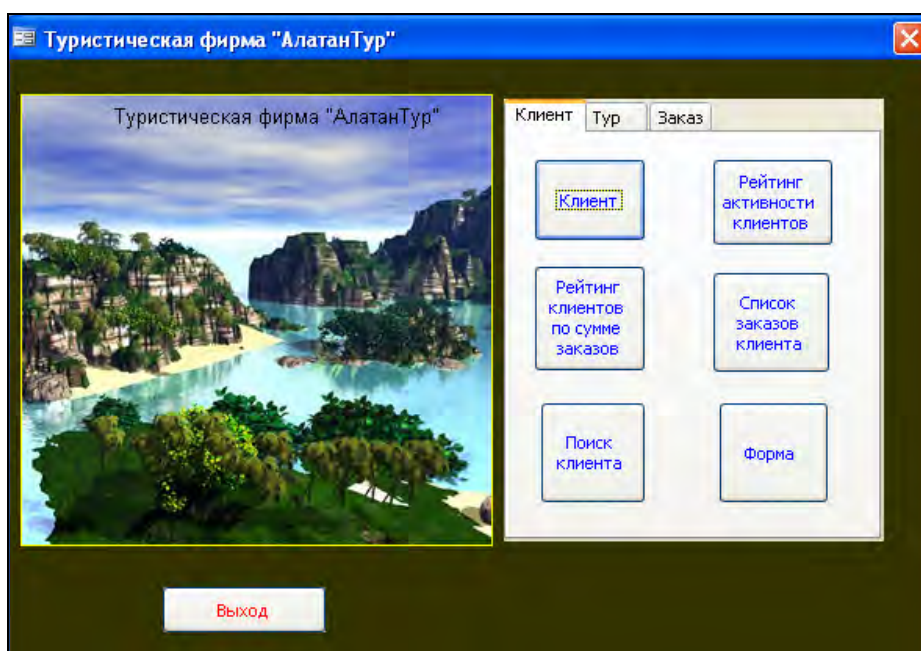 Туристическая фирма "АлатанТур"
Туристическая фирма "АлатанТур"
Клиент
Тур
Заказ
Клиент
Рейтинг
активности
клиентов
Рейтинг
клиентов
по сумме
заказов
Список
заказов
клиента
Поиск
клиента
Форма
Выход